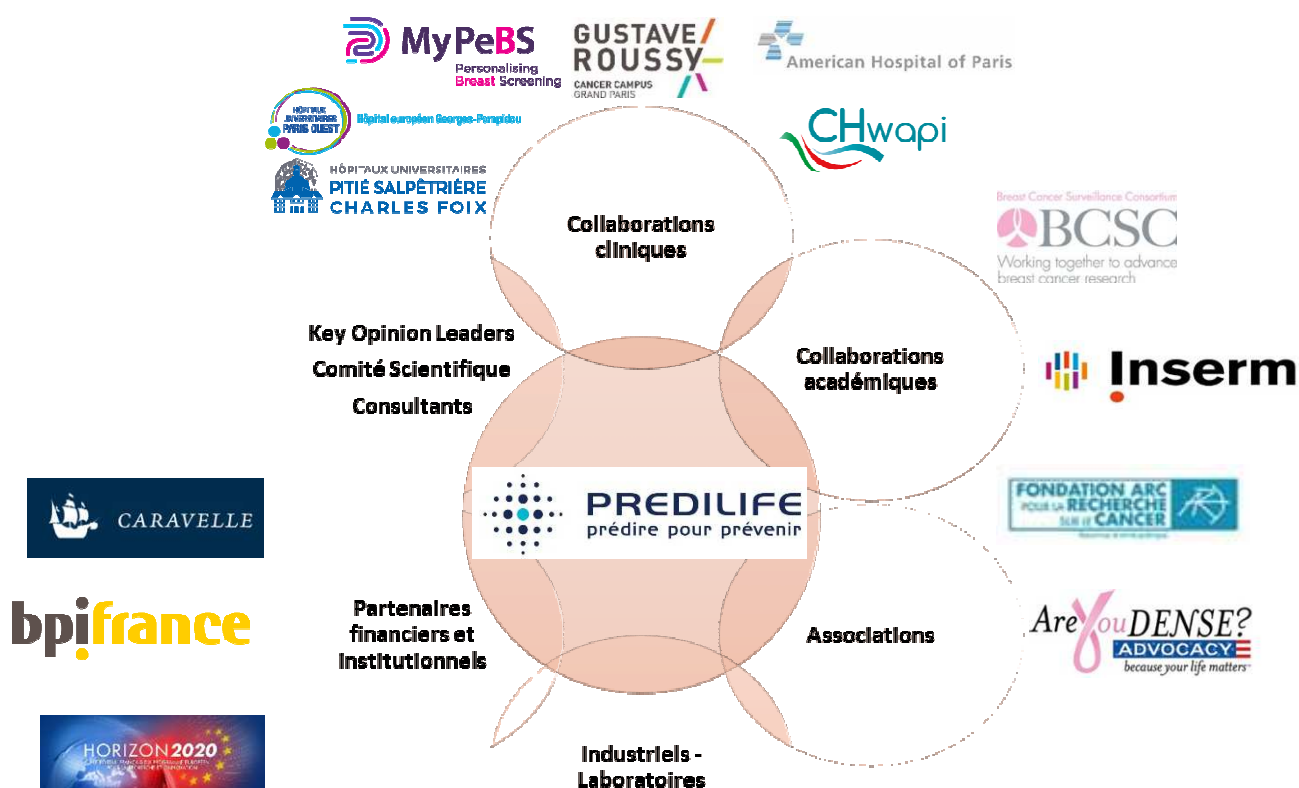 MyPeBS
Personalising
Breast Screening
GUSTAVE/
ROUSSY
CANCER CAMPUS
GRAND PARIS
American Hospital of Paris
HÔPITAUX
UNIVERSITAIRES
PARIS OUEST
Hôpital européen Georges-Pompidou
CHwapi
HÔPITAUX UNIVERSITAIRES
PITIÉ SALPÊTRIÈRE
CHARLES FOIX
Collaborations
cliniques
Breast Cancer Surveillance Consortium
BCSC
Working together to advance
breast cancer research
Key Opinion Leaders
Comité Scientifique
Consultants
Collaborations
académiques
Inserm
CARAVELLE
PREDILIFE
prédire pour prévenir
FONDATION ARC
POUR LA RECHERCHE
SUR LE CANCER
bpifrance
Partenaires
financiers et
Institutionnels
Associations
Are You DENSE?
ADVOCACY
because your life matters
HORIZON 2020
Industriels -
Laboratoires